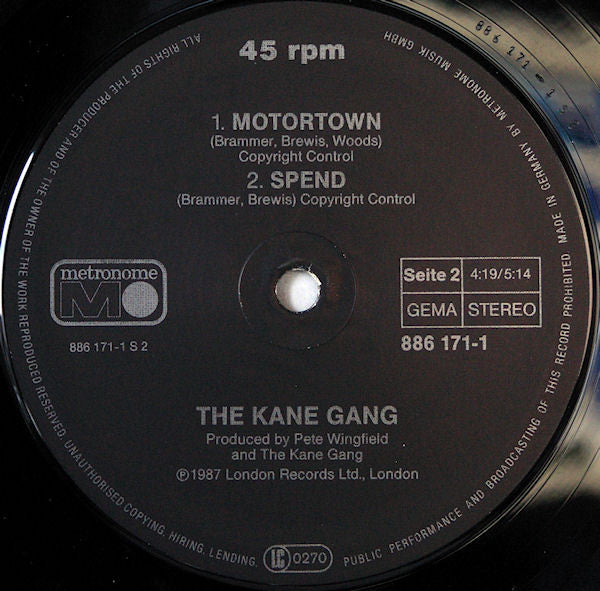 45 rpm
1. MOTORTOWN
(Brammer, Brewis, Woods)
Copyright Control
2. SPEND
(Brammer, Brewis) Copyright Control
metronome
M
886 171-1 S 2
Seite 2 4:19/5:14
GEMA STEREO
886 171-1
THE KANE GANG
Produced by Pete Wingfield
and The Kane Gang
℗1987 London Records Ltd., London
ALL RIGHTS OF THE PRODUCER AND OF THE OWNER OF THE WORK REPRODUCED RESERVED. UNAUTHORISED COPYING, HIRING, LENDING, PUBLIC PERFORMANCE AND BROADCASTING OF THIS RECORD PROHIBITED MADE IN GERMANY BY METRONOME MUSIK GMBH
LC 0270
886 171